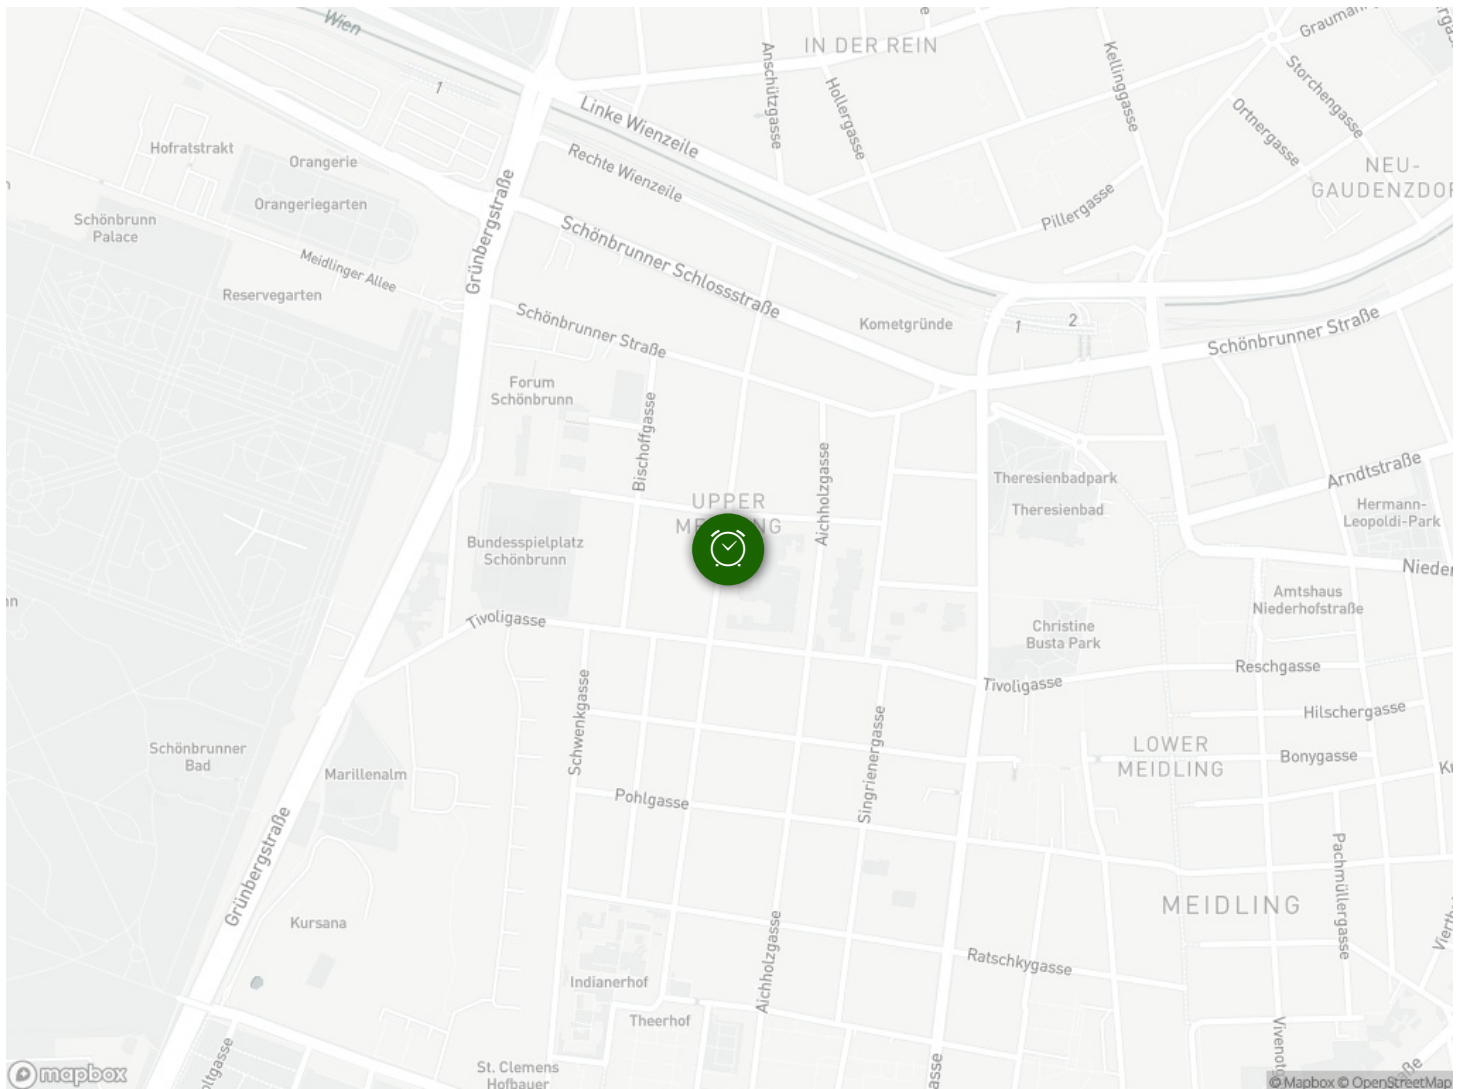 Wien
IN DER REIN
Graumann
1
Linke Wienzeile
Anschützgasse
Hollergasse
Kellinggasse
Storchengasse
Ortnergasse
Hofratstrakt
Orangerie
Rechte Wienzeile
NEU-
GAUDENZDOR
Orangeriegarten
Pillergasse
Schönbrunn
Palace
Grünbergstraße
Schönbrunner Schlossstraße
Meidlinger Allee
Reservegarten
Schönbrunner Straße
Kometgründe
1
2
Schönbrunner Straße
Forum
Schönbrunn
Bischoffgasse
Aichholzgasse
Theresienbadpark
Theresienbad
Arndtstraße
Hermann-
Leopoldi-Park
UPPER
Bundesspielplatz
Schönbrunn
Nieder
Amtshaus
Niederhofstraße
Tivoligasse
Christine
Busta Park
Reschgasse
Tivoligasse
Schwenkgasse
Singrienergasse
Hilschergasse
Schönbrunner
Bad
Marillenalm
LOWER
MEIDLING
Bonygasse
Pohlgasse
Grünbergstraße
Pachmüllergasse
MEIDLING
Kursana
Aichholzgasse
Ratschkygasse
Indianerhof
Theerhof
St. Clemens
Hofbauer
mapbox
© Mapbox © OpenStreetMap